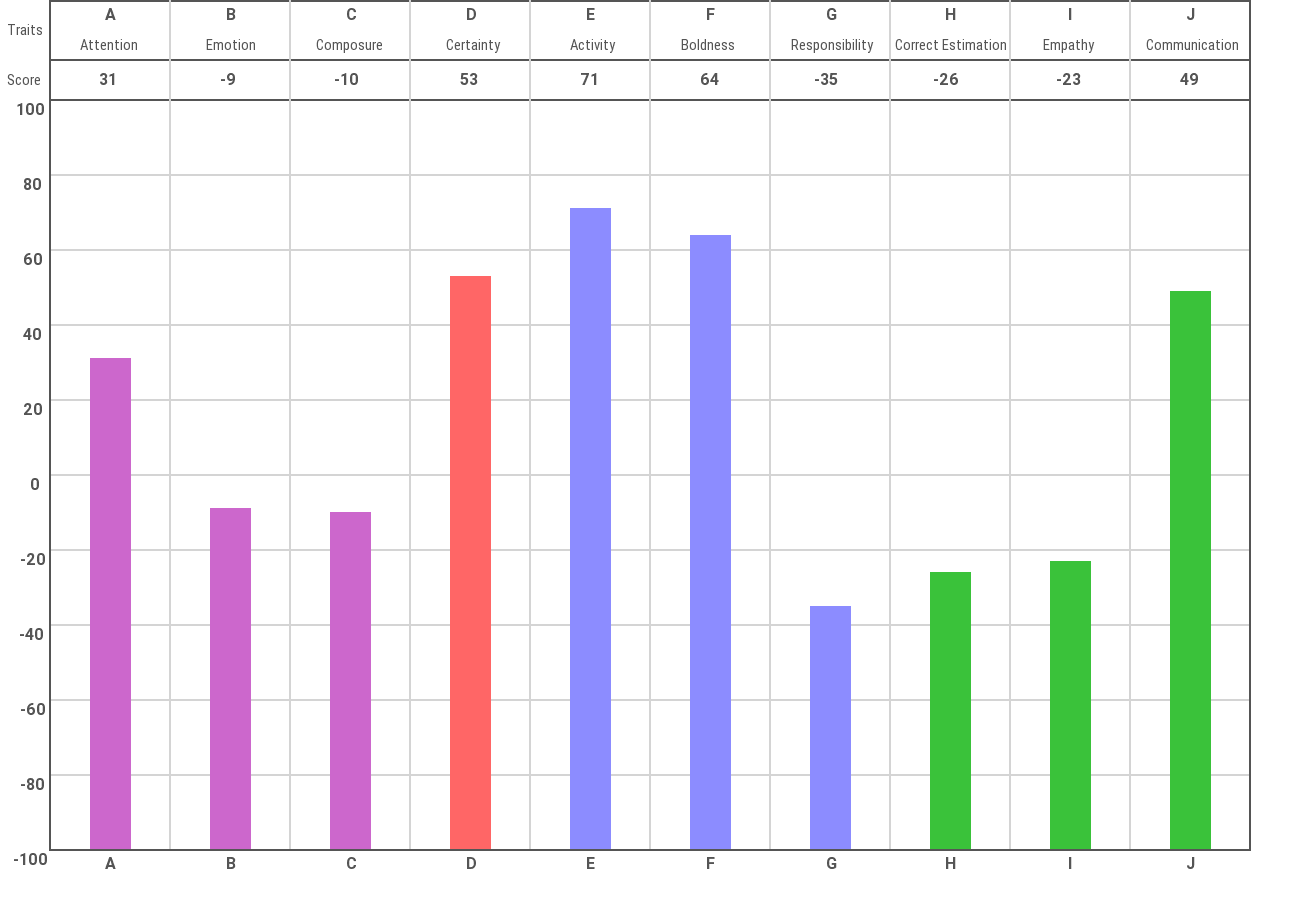 A B C D E F G H I J
Traits
Attention Emotion Composure Certainty Activity Boldness Responsibility Correct Estimation Empathy Communication
Score 31 -9 -10 53 71 64 -35 -26 -23 49
100
80
60
40
20
0
-20
-40
-60
-80
-100
A B C D E F G H I J